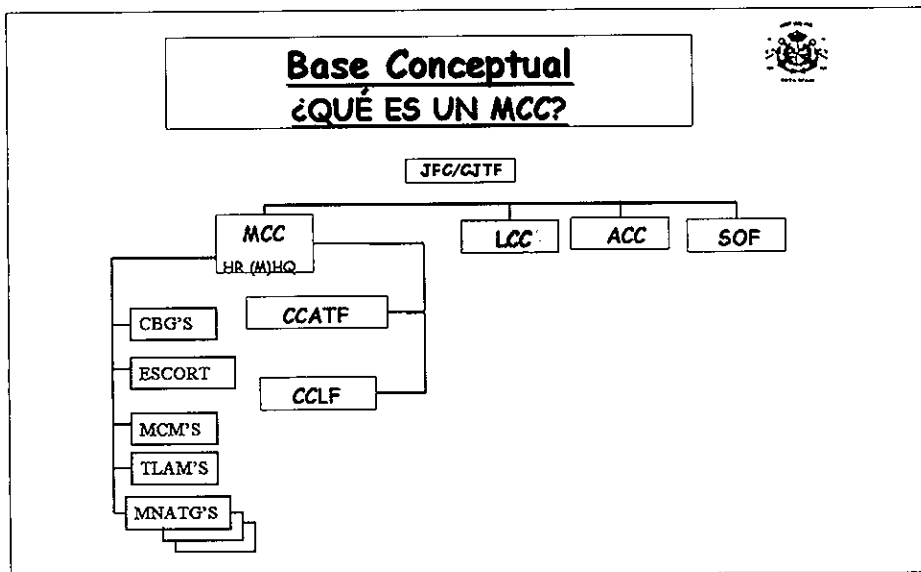 Base Conceptual
¿QUÉ ES UN MCC?
JFC/CJTF
MCC
HR (M)HQ
LCC
ACC
SOF
CCATF
CCLF
CBG'S
ESCORT
MCM'S
TLAM'S
MNATG'S